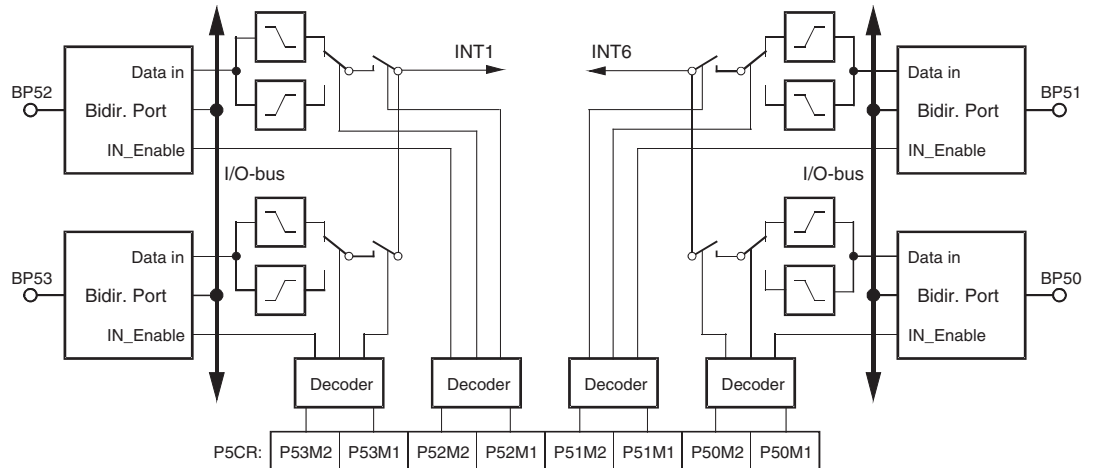 INT1 INT6
Data in Data in
BP52 BP51
Bidir. Port Bidir. Port
IN_Enable IN_Enable
I/O-bus I/O-bus
Data in Data in
BP53 BP50
Bidir. Port Bidir. Port
IN_Enable IN_Enable
Decoder Decoder Decoder Decoder
P5CR: P53M2 P53M1 P52M2 P52M1 P51M2 P51M1 P50M2 P50M1